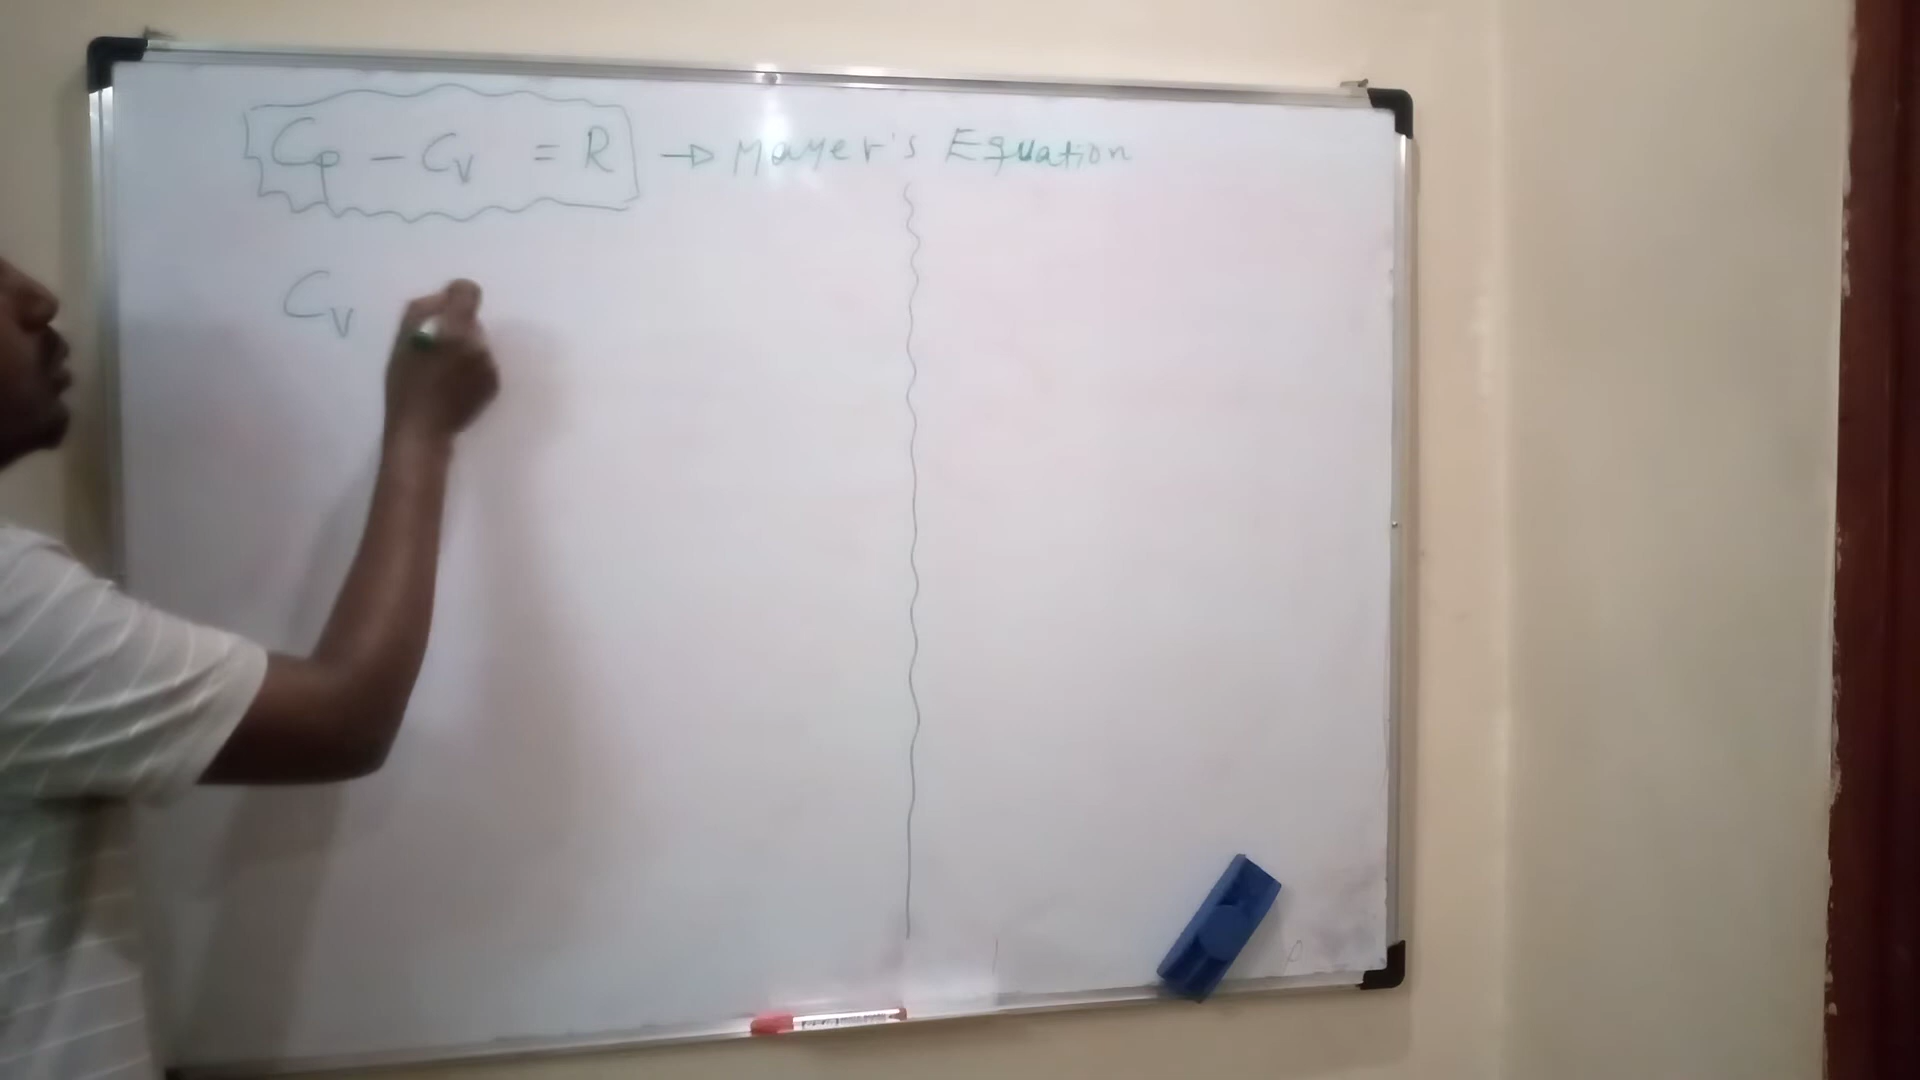 Cp - Cv = R → Mayer's Equation
Cv